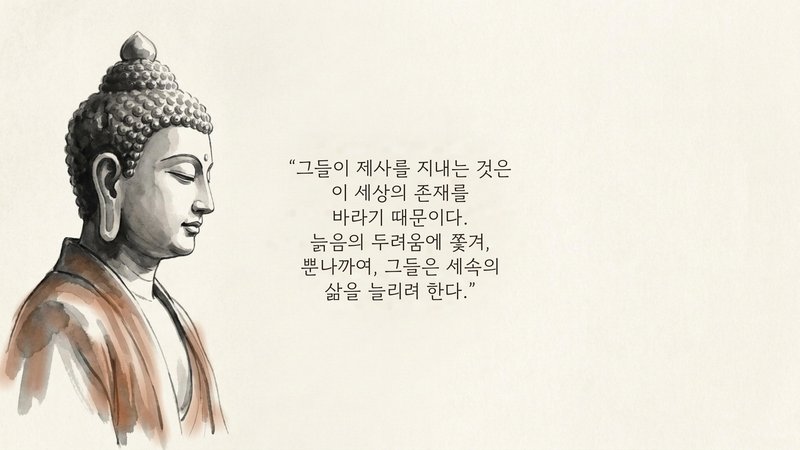 “그들이 제사를 지내는 것은
이 세상의 존재를
바라기 때문이다.
늙음의 두려움에 쫓겨,
뿐나까여, 그들은 세속의
삶을 늘리려 한다.”